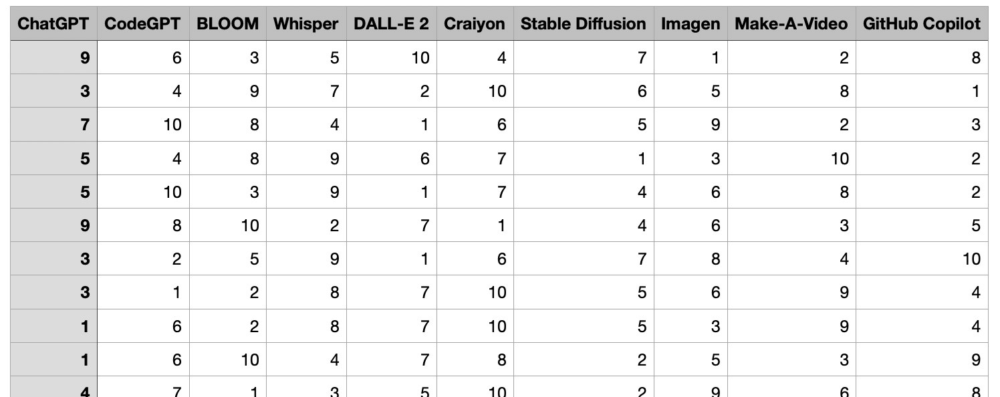 ChatGPT CodeGPT BLOOM Whisper DALL-E 2 Craiyon Stable Diffusion Imagen Make-A-Video GitHub Copilot
9 6 3 5 10 4 7 1 2 8
3 4 9 7 2 10 6 5 8 1
7 10 8 4 1 6 5 9 2 3
5 4 8 9 6 7 1 3 10 2
5 10 3 9 1 7 4 6 8 2
9 8 10 2 7 1 4 6 3 5
3 2 5 9 1 6 7 8 4 10
3 1 2 8 7 10 5 6 9 4
1 6 2 8 7 10 5 3 9 4
1 6 10 4 7 8 2 5 3 9
4 7 1 3 5 10 2 9 6 8